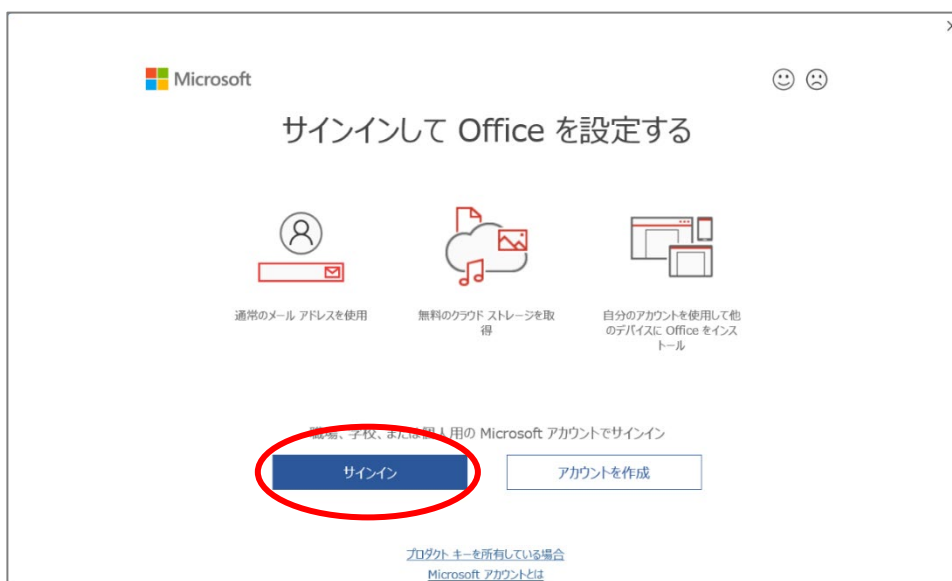 Microsoft
サインインして Office を設定する
通常のメール アドレスを使用
無料のクラウド ストレージを取
得
自分のアカウントを使用して他
のデバイスに Office をインス
トール
職場、学校、または個人用の Microsoft アカウントでサインイン
サインイン
アカウントを作成
プロダクト キーを所有している場合
Microsoft アカウントとは